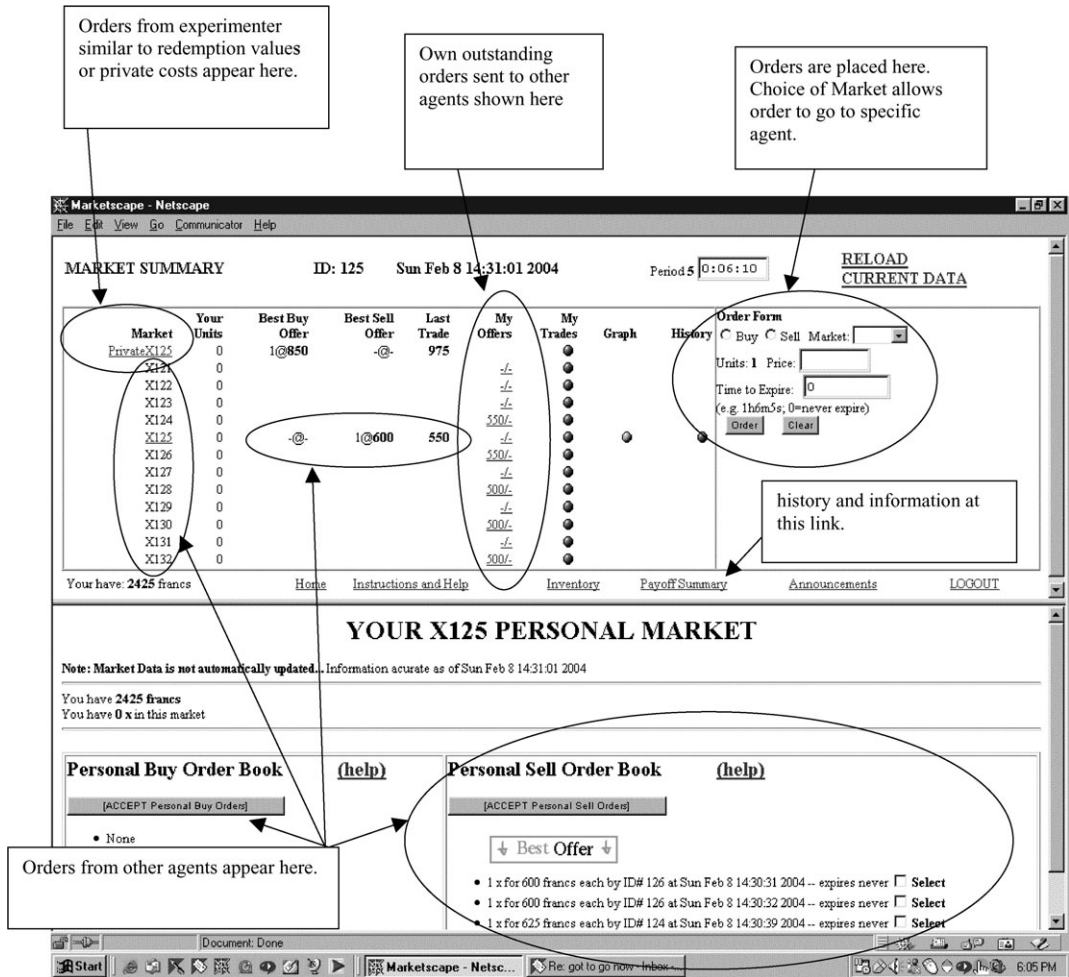 Orders from experimenter
similar to redemption values
or private costs appear here.
Own outstanding
orders sent to other
agents shown here
Orders are placed here.
Choice of Market allows
order to go to specific
agent.
Marketscape - Netscape
File Edit View Go Communicator Help
MARKET SUMMARY ID: 125 Sun Feb 8 14:31:01 2004 Period 5 0:06:10 RELOAD
CURRENT DATA
Your Best Buy Best Sell Last My My
Market Units Offer Offer Trade Offers Trades Graph History
PrivateX125 0 1@850 -@- 975
X121 0 -/-
X122 0 -/-
X123 0 -/-
X124 0 550/-
X125 0 -@- 1@600 550 -/-
X126 0 550/-
X127 0 -/-
X128 0 500/-
X129 0 -/-
X130 0 500/-
X131 0 -/-
X132 0 500/-
Order Form
Buy Sell Market:
Units: 1 Price:
Time to Expire: 0
(e.g. 1h6m5s; 0=never expire)
Order Clear
history and information at
this link.
Your have: 2425 francs Home Instructions and Help Inventory Payoff Summary Announcements LOGOUT
YOUR X125 PERSONAL MARKET
Note: Market Data is not automatically updated... Information acurate as of Sun Feb 8 14:31:01 2004
You have 2425 francs
You have 0 x in this market
Personal Buy Order Book (help)
[ACCEPT Personal Buy Orders]
• None
Orders from other agents appear here.
Personal Sell Order Book (help)
[ACCEPT Personal Sell Orders]
Best Offer
• 1 x for 600 francs each by ID# 126 at Sun Feb 8 14:30:31 2004 -- expires never Select
• 1 x for 600 francs each by ID# 126 at Sun Feb 8 14:30:32 2004 -- expires never Select
• 1 x for 625 francs each by ID# 124 at Sun Feb 8 14:30:39 2004 -- expires never Select
Document: Done
Start Marketscape - Netsc... Re: got to go now - Inbox -... 6:05 PM